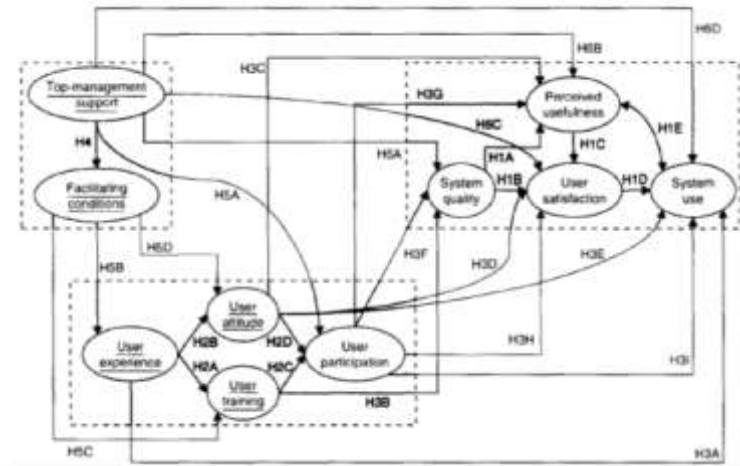 H6D
H6B
H3C
Top-management
support
H3G
Perceived
usefulness
H6C
H4
H1E
H1C
H6A
H1A
Facilitating
conditions
H5A
System
quality
H1B
User
satisfaction
H1D
System
use
H5D
H5B
H3F
H3D
H3E
User
attitude
User
experience
H2B
H2D
User
participation
H2A
H2C
H3H
H3I
User
training
H3B
H5C
H3A